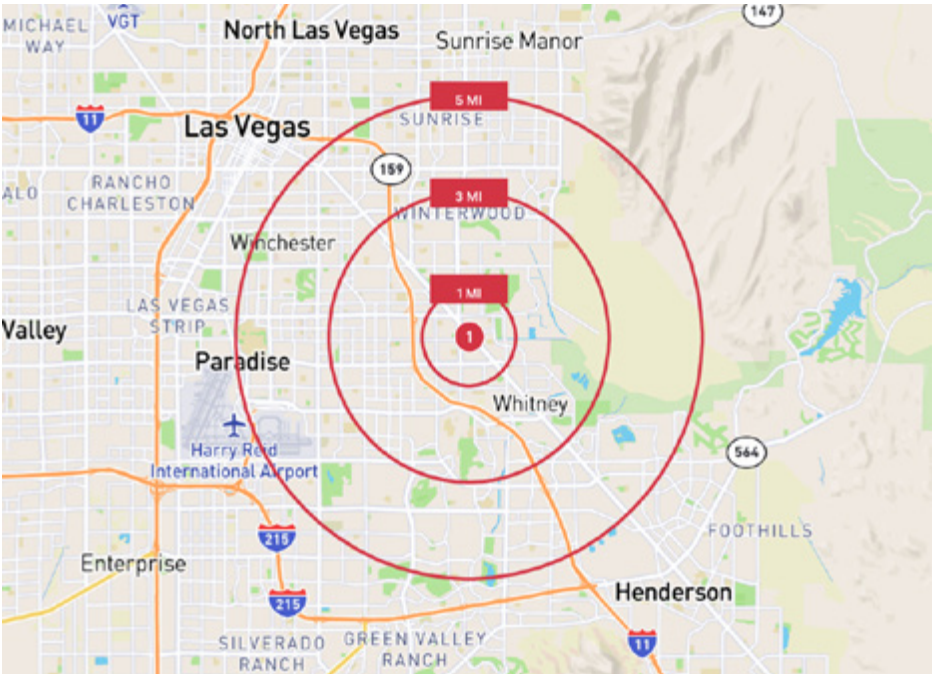 MICHAEL
WAY
VGT
North Las Vegas
Sunrise Manor
147
5 MI
SUNRISE
11
Las Vegas
159
ALO
RANCHO
CHARLESTON
3 MI
WINTERWOOD
Winchester
1 MI
LAS VEGAS
STRIP
Valley
1
Paradise
Whitney
Harry Reid
International Airport
564
215
FOOTHILLS
Enterprise
Henderson
215
SILVERADO
RANCH
GREEN VALLEY
RANCH
11